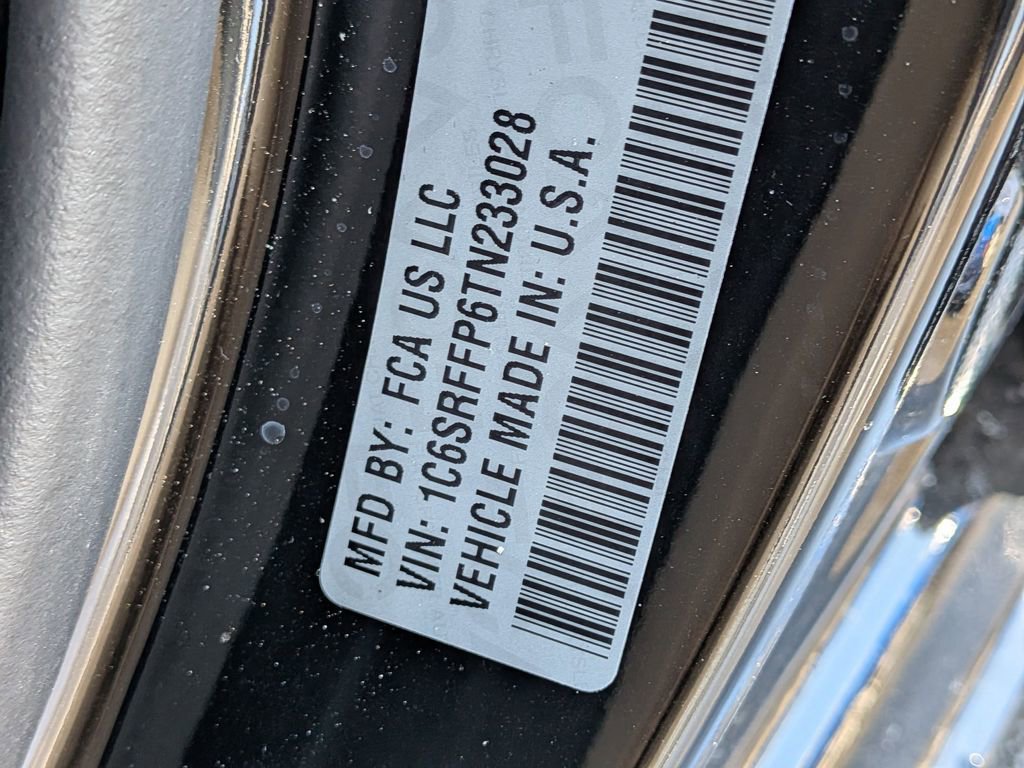 MFD BY: FCA US LLC
VIN: 1C6SRFFP6TN233028
VEHICLE MADE IN: U.S.A.